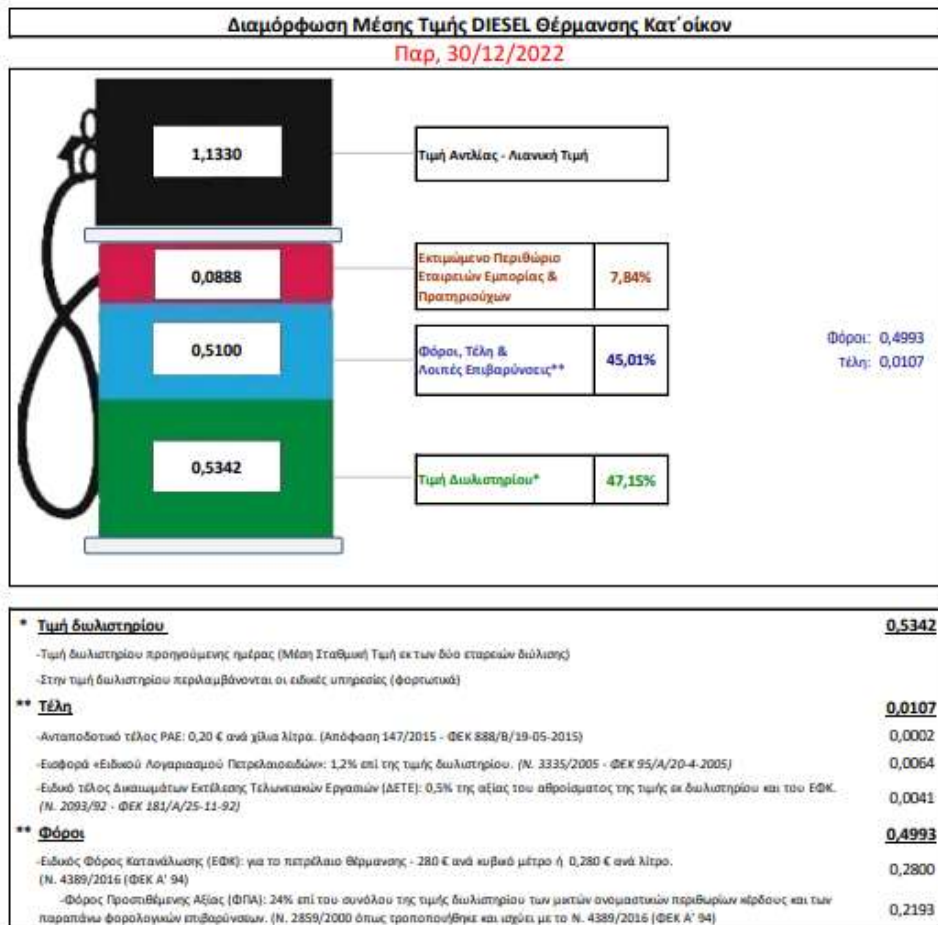 Διαμόρφωση Μέσης Τιμής DIESEL Θέρμανσης Κατ΄οίκον
Παρ, 30/12/2022
1,1330
Τιμή Αντλίας - Λιανική Τιμή
0,0888
Εκτιμώμενο Περιθώριο
Εταιρειών Εμπορίας &
Πρατηριούχων
7,84%
0,5100
Φόροι, Τέλη &
Λοιπές Επιβαρύνσεις**
45,01%
Φόροι: 0,4993
Τέλη: 0,0107
0,5342
Τιμή Διυλιστηρίου*
47,15%
* Τιμή διυλιστηρίου 0,5342
-Τιμή διυλιστηρίου προηγούμενης ημέρας (Μέση Σταθμική Τιμή εκ των δύο εταρειών διύλισης)
-Στην τιμή διυλιστηρίου περιλαμβάνονται οι ειδικές υπηρεσίες (φορτωτικά)
** Τέλη 0,0107
-Ανταποδοτικό τέλος ΡΑΕ: 0,20 € ανά χίλια λίτρα. (Απόφαση 147/2015 - ΦΕΚ 888/Β/19-05-2015) 0,0002
-Εισφορά «Ειδικού Λογαριασμού Πετρελαιοειδών»: 1,2% επί της τιμής διυλιστηρίου. (Ν. 3335/2005 - ΦΕΚ 95/Α/20-4-2005) 0,0064
-Ειδικό τέλος Δικαιωμάτων Εκτέλεσης Τελωνειακών Εργασιών (ΔΕΤΕ): 0,5% της αξίας του αθροίσματος της τιμής εκ διυλιστηρίου και του ΕΦΚ.
(Ν. 2093/92 - ΦΕΚ 181/Α/25-11-92) 0,0041
** Φόροι 0,4993
-Ειδικός Φόρος Κατανάλωσης (ΕΦΚ): για το πετρέλαιο θέρμανσης - 280 € ανά κυβικό μέτρο ή 0,280 € ανά λίτρο.
(Ν. 4389/2016 (ΦΕΚ Α' 94) 0,2800
-Φόρος Προστιθέμενης Αξίας (ΦΠΑ): 24% επί του συνόλου της τιμής διυλιστηρίου των μικτών ονομαστικών περιθωρίων κέρδους και των
παραπάνω φορολογικών επιβαρύνσεων. (Ν. 2859/2000 όπως τροποποιήθηκε και ισχύει με το Ν. 4389/2016 (ΦΕΚ Α' 94) 0,2193